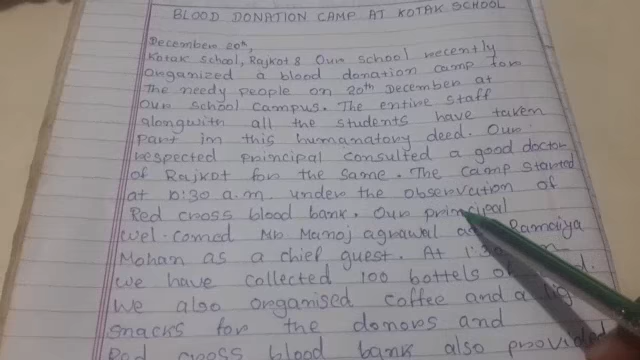 BLOOD DONATION CAMP AT KOTAK SCHOOL
December 20th,
Kotak School, Rajkot : Our school recently
organized a blood donation camp for
the needy people on 20th December at
Our school campus. The entire staff
alongwith all the students have taken
part in this humanatory deed. Our
respected principal consulted a good doctor
of Rajkot for the same. The camp started
at 10:30 a.m. under the observation of
Red cross blood bank. Our principal
wel-comed Mr Manoj agrawal Ramaiya
Mohan as a chief guest. At 1:30
we have collected 100 bottels of
We also organised coffee and a
snacks for the donors and
Red cross blood bank also provided